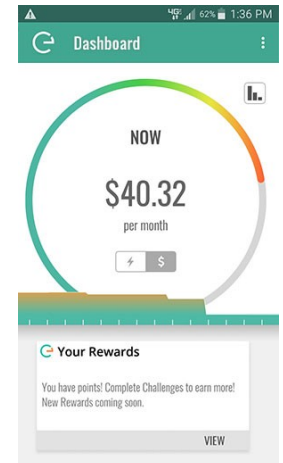 4G 62% 1:36 PM
Dashboard
NOW
$40.32
per month
$
Your Rewards
You have points! Complete Challenges to earn more!
New Rewards coming soon.
VIEW